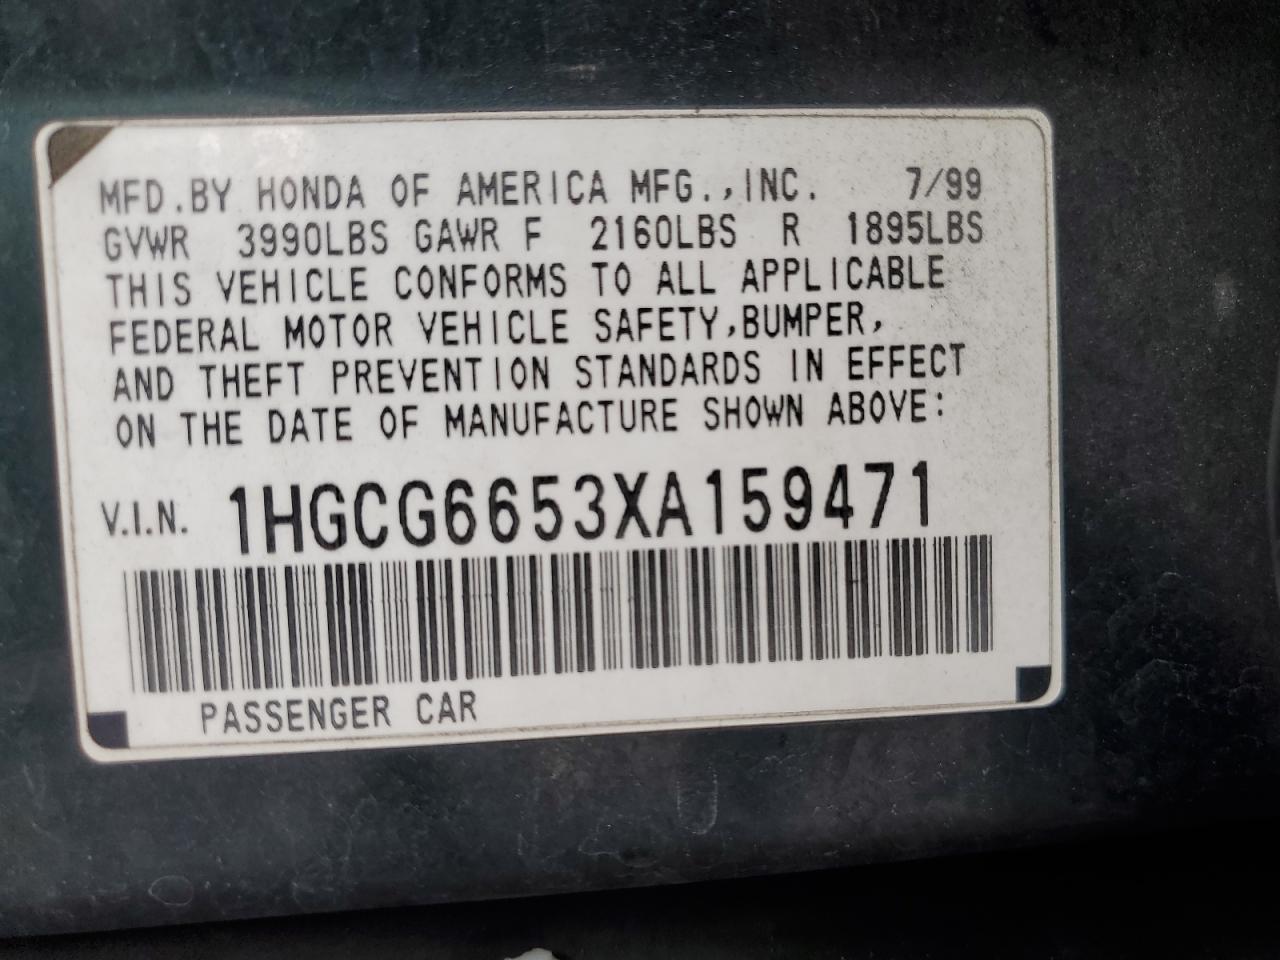 MFD.BY HONDA OF AMERICA MFG.,INC. 7/99
GVWR 3990LBS GAWR F 2160LBS R 1895LBS
THIS VEHICLE CONFORMS TO ALL APPLICABLE
FEDERAL MOTOR VEHICLE SAFETY,BUMPER,
AND THEFT PREVENTION STANDARDS IN EFFECT
ON THE DATE OF MANUFACTURE SHOWN ABOVE:
V.I.N. 1HGCG6653XA159471
PASSENGER CAR